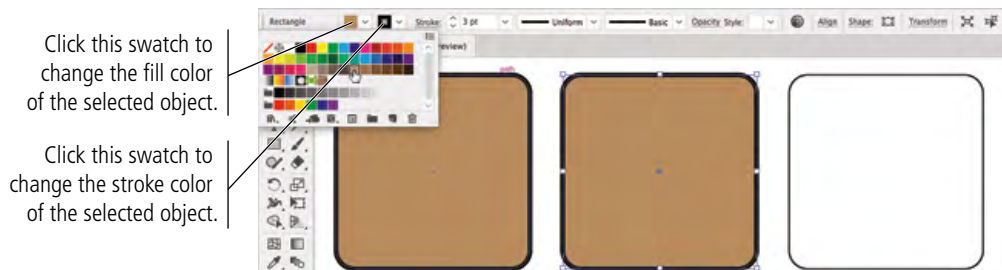 Rectangle Stroke: 3 pt Uniform Basic Opacity Style: Align Shape: Transform
Click this swatch to
change the fill color
of the selected object.
path
Click this swatch to
change the stroke color
of the selected object.